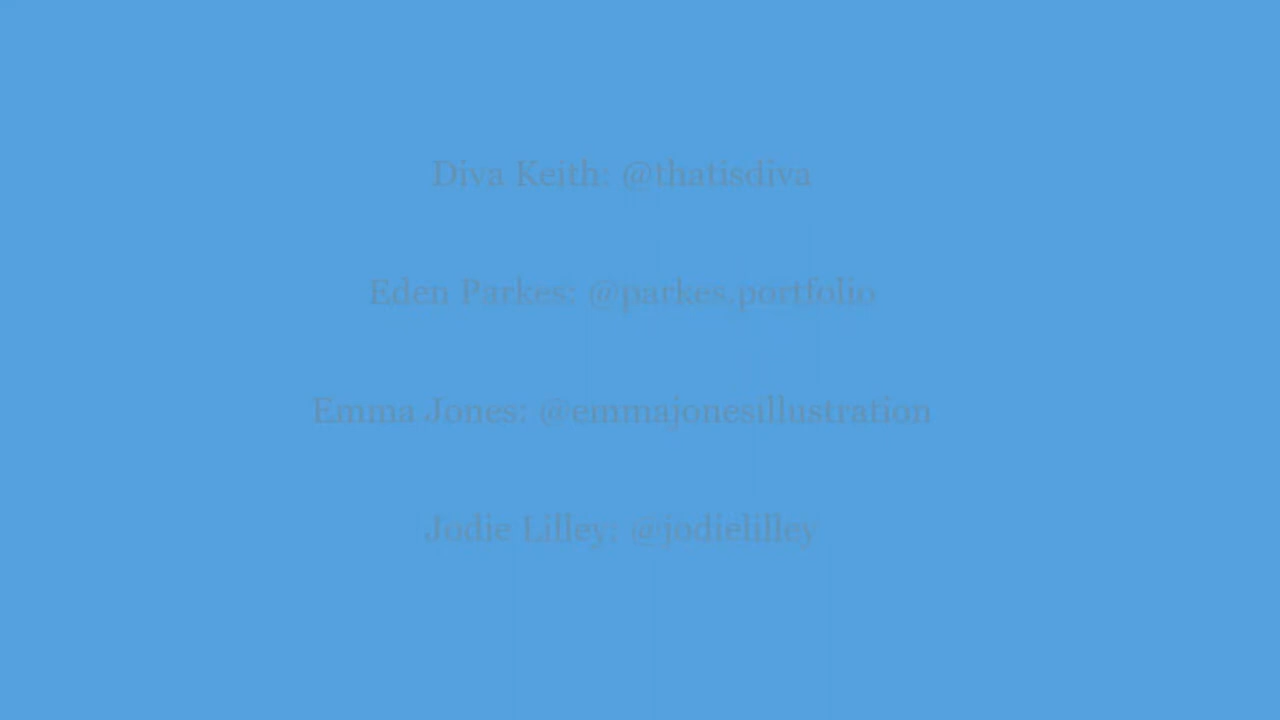 Diva Keith: @thatisdiva
Eden Parkes: @parkes.portfolio
Emma Jones: @emmajonesillustration
Jodie Lilley: @jodielilley